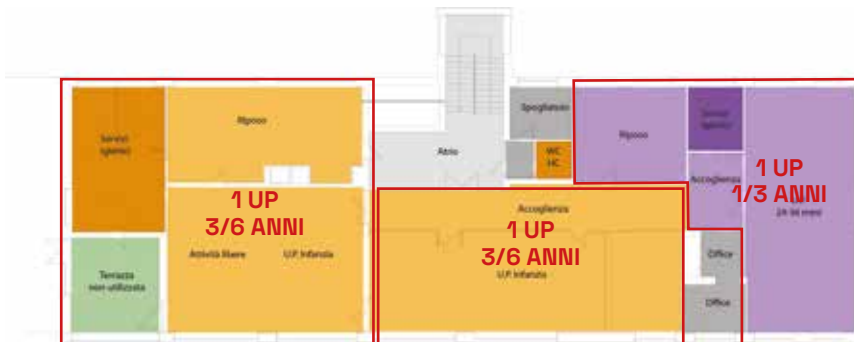 Servizi
igienici
Riposo
Atrio
Spogliatoio
WC
HC
Riposo
Servizi
igienici
Accoglienza
1 UP
3/6 ANNI
Attività libere
U.P. Infanzia
Terrazza
non utilizzata
Accoglienza
1 UP
3/6 ANNI
U.P. Infanzia
1 UP
1/3 ANNI
24-36 mesi
Office
Office